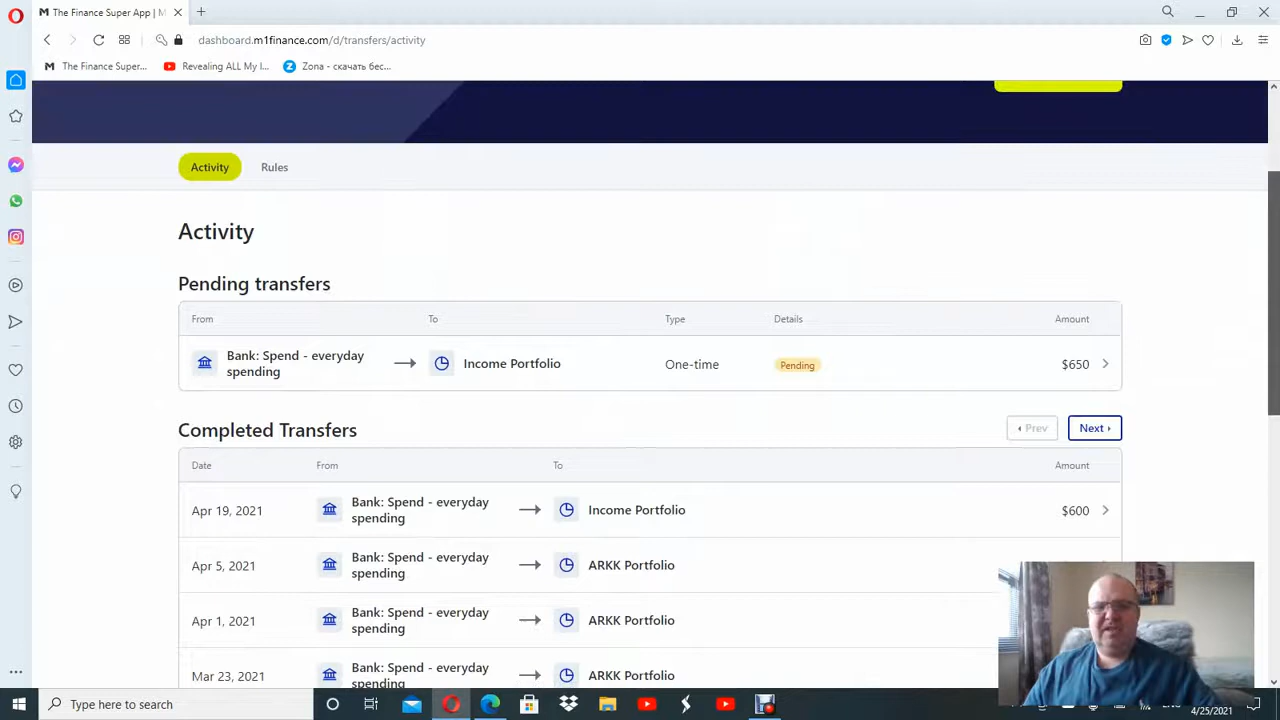 The Finance Super App | M
dashboard.m1finance.com/d/transfers/activity
The Finance Super...
Revealing ALL My I...
Zona - скачать бес...
Activity
Rules
Activity
Pending transfers
From To Type Details Amount
Bank: Spend - everyday
spending
Income Portfolio
One-time
Pending
$650
Completed Transfers
Prev
Next
Date From To Amount
Apr 19, 2021
Bank: Spend - everyday
spending
Income Portfolio
$600
Apr 5, 2021
Bank: Spend - everyday
spending
ARKK Portfolio
Apr 1, 2021
Bank: Spend - everyday
spending
ARKK Portfolio
Mar 23, 2021
Bank: Spend - everyday
spending
ARKK Portfolio
Type here to search
4/25/2021